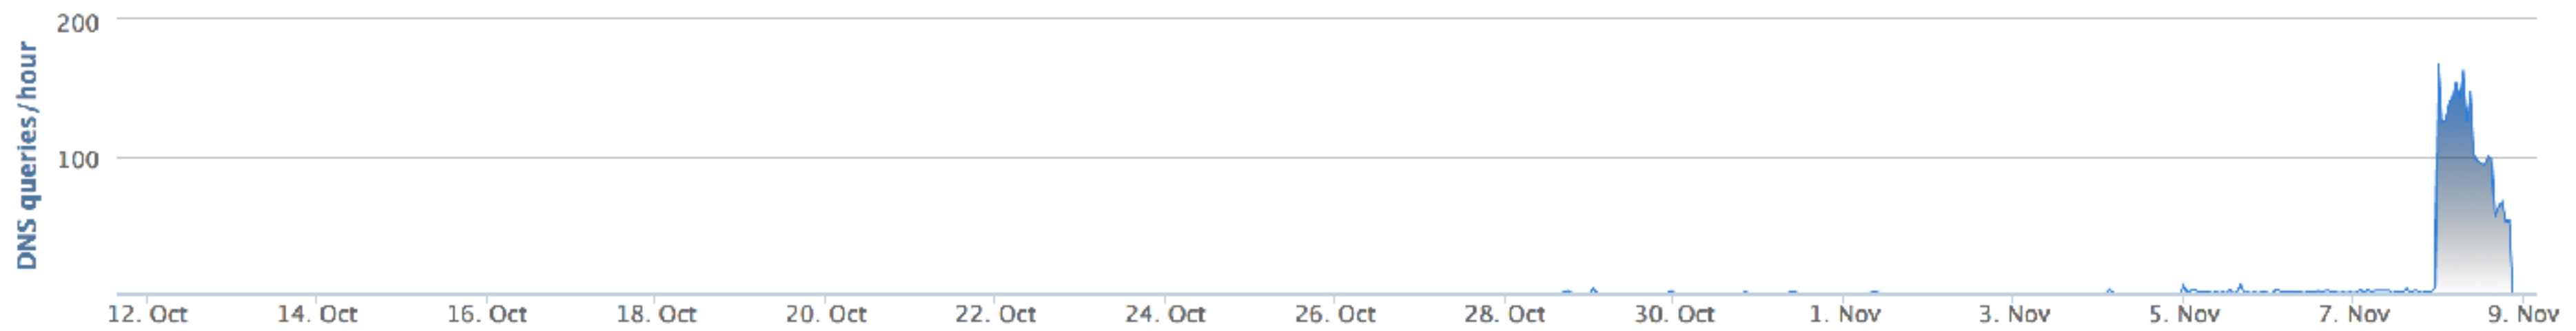 200
100
DNS queries/hour
12. Oct
14. Oct
16. Oct
18. Oct
20. Oct
22. Oct
24. Oct
26. Oct
28. Oct
30. Oct
1. Nov
3. Nov
5. Nov
7. Nov
9. Nov